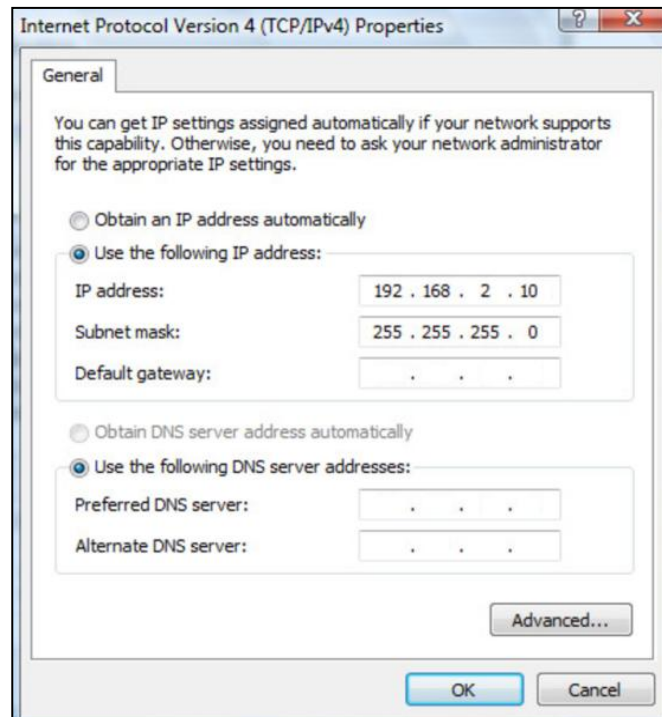 Internet Protocol Version 4 (TCP/IPv4) Properties
? X
General
You can get IP settings assigned automatically if your network supports
this capability. Otherwise, you need to ask your network administrator
for the appropriate IP settings.
Obtain an IP address automatically
Use the following IP address:
IP address: 192 . 168 . 2 . 10
Subnet mask: 255 . 255 . 255 . 0
Default gateway: . . .
Obtain DNS server address automatically
Use the following DNS server addresses:
Preferred DNS server: . . .
Alternate DNS server: . . .
Advanced...
OK Cancel